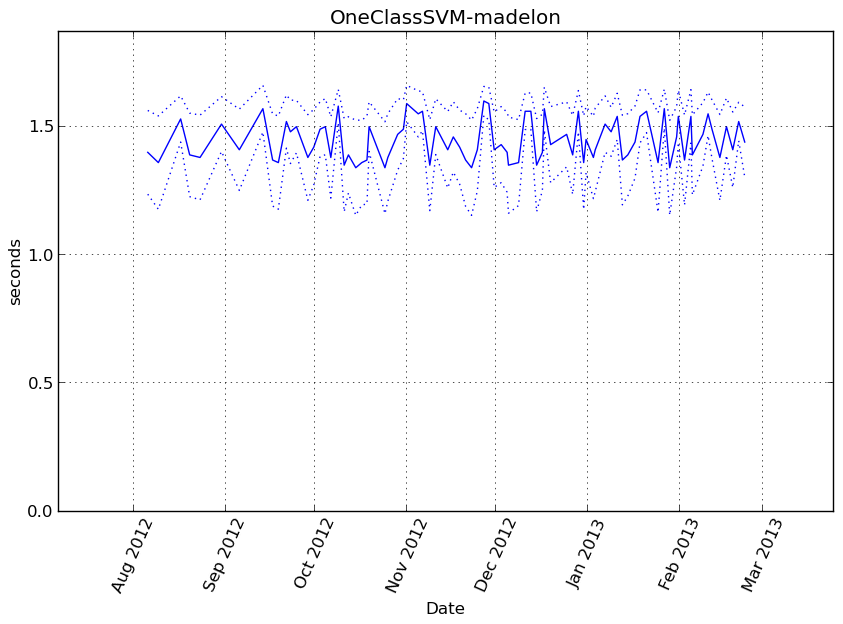 OneClassSVM-madelon
seconds
1.5
1.0
0.5
0.0
Aug 2012
Sep 2012
Oct 2012
Nov 2012
Dec 2012
Jan 2013
Feb 2013
Mar 2013
Date